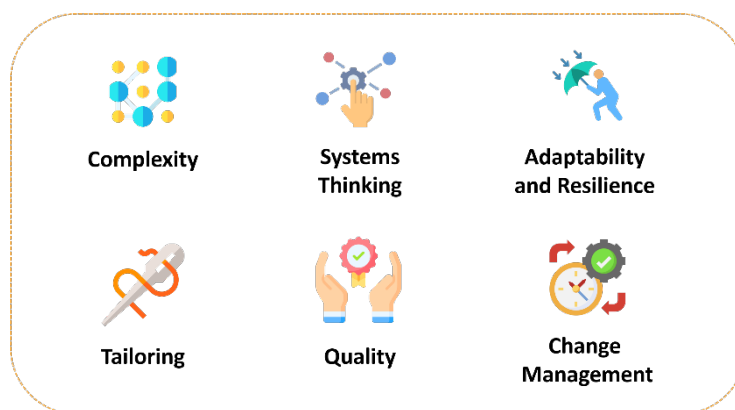 Complexity
Systems
Thinking
Adaptability
and Resilience
Tailoring
Quality
Change
Management